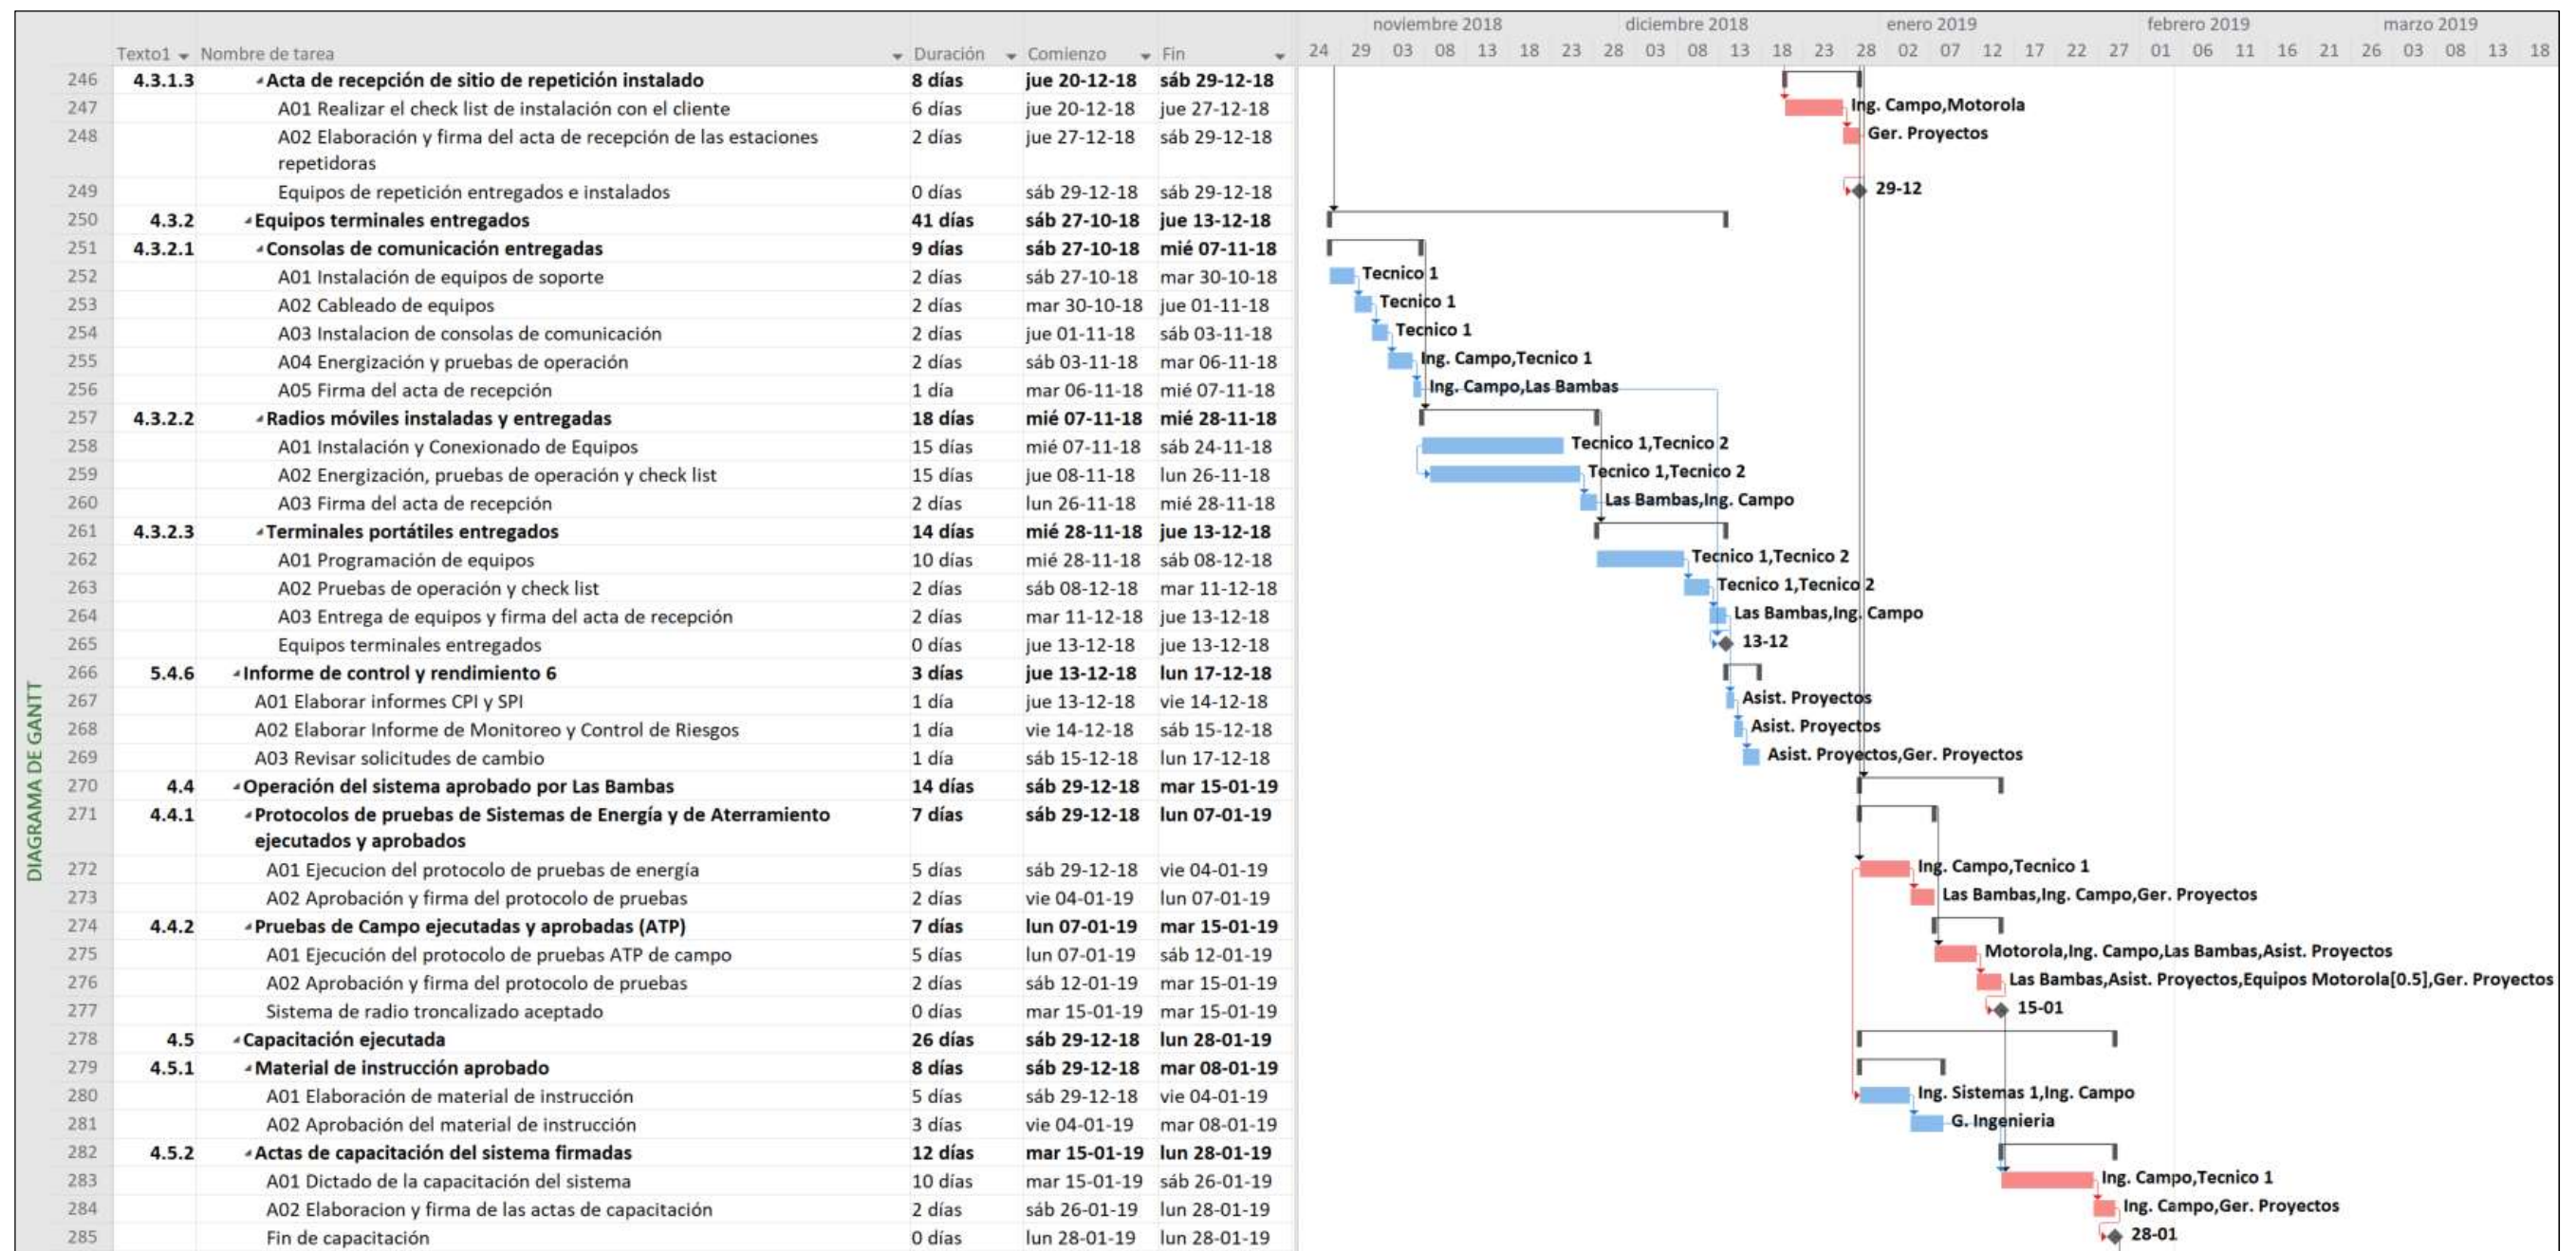 noviembre 2018 diciembre 2018 enero 2019 febrero 2019 marzo 2019
Texto1 Nombre de tarea Duración Comienzo Fin 24 29 03 08 13 18 23 28 03 08 13 18 23 28 02 07 12 17 22 27 01 06 11 16 21 26 03 08 13 18
246 4.3.1.3 Acta de recepción de sitio de repetición instalado 8 días jue 20-12-18 sáb 29-12-18
247 A01 Realizar el check list de instalación con el cliente 6 días jue 20-12-18 jue 27-12-18 Ing. Campo,Motorola
248 A02 Elaboración y firma del acta de recepción de las estaciones 2 días jue 27-12-18 sáb 29-12-18 Ger. Proyectos
repetidoras
249 Equipos de repetición entregados e instalados 0 días sáb 29-12-18 sáb 29-12-18 29-12
250 4.3.2 Equipos terminales entregados 41 días sáb 27-10-18 jue 13-12-18
251 4.3.2.1 Consolas de comunicación entregadas 9 días sáb 27-10-18 mié 07-11-18
252 A01 Instalación de equipos de soporte 2 días sáb 27-10-18 mar 30-10-18 Tecnico 1
253 A02 Cableado de equipos 2 días mar 30-10-18 jue 01-11-18 Tecnico 1
254 A03 Instalacion de consolas de comunicación 2 días jue 01-11-18 sáb 03-11-18 Tecnico 1
255 A04 Energización y pruebas de operación 2 días sáb 03-11-18 mar 06-11-18 Ing. Campo,Tecnico 1
256 A05 Firma del acta de recepción 1 día mar 06-11-18 mié 07-11-18 Ing. Campo,Las Bambas
257 4.3.2.2 Radios móviles instaladas y entregadas 18 días mié 07-11-18 mié 28-11-18
258 A01 Instalación y Conexionado de Equipos 15 días mié 07-11-18 sáb 24-11-18 Tecnico 1,Tecnico 2
259 A02 Energización, pruebas de operación y check list 15 días jue 08-11-18 lun 26-11-18 Tecnico 1,Tecnico 2
260 A03 Firma del acta de recepción 2 días lun 26-11-18 mié 28-11-18 Las Bambas,Ing. Campo
261 4.3.2.3 Terminales portátiles entregados 14 días mié 28-11-18 jue 13-12-18
262 A01 Programación de equipos 10 días mié 28-11-18 sáb 08-12-18 Tecnico 1,Tecnico 2
263 A02 Pruebas de operación y check list 2 días sáb 08-12-18 mar 11-12-18 Tecnico 1,Tecnico 2
264 A03 Entrega de equipos y firma del acta de recepción 2 días mar 11-12-18 jue 13-12-18 Las Bambas,Ing. Campo
265 Equipos terminales entregados 0 días jue 13-12-18 jue 13-12-18 13-12
266 5.4.6 Informe de control y rendimiento 6 3 días jue 13-12-18 lun 17-12-18
267 A01 Elaborar informes CPI y SPI 1 día jue 13-12-18 vie 14-12-18 Asist. Proyectos
268 A02 Elaborar Informe de Monitoreo y Control de Riesgos 1 día vie 14-12-18 sáb 15-12-18 Asist. Proyectos
269 A03 Revisar solicitudes de cambio 1 día sáb 15-12-18 lun 17-12-18 Asist. Proyectos,Ger. Proyectos
270 4.4 Operación del sistema aprobado por Las Bambas 14 días sáb 29-12-18 mar 15-01-19
271 4.4.1 Protocolos de pruebas de Sistemas de Energía y de Aterramiento 7 días sáb 29-12-18 lun 07-01-19
ejecutados y aprobados
272 A01 Ejecucion del protocolo de pruebas de energía 5 días sáb 29-12-18 vie 04-01-19 Ing. Campo,Tecnico 1
273 A02 Aprobación y firma del protocolo de pruebas 2 días vie 04-01-19 lun 07-01-19 Las Bambas,Ing. Campo,Ger. Proyectos
274 4.4.2 Pruebas de Campo ejecutadas y aprobadas (ATP) 7 días lun 07-01-19 mar 15-01-19
275 A01 Ejecución del protocolo de pruebas ATP de campo 5 días lun 07-01-19 sáb 12-01-19 Motorola,Ing. Campo,Las Bambas,Asist. Proyectos
276 A02 Aprobación y firma del protocolo de pruebas 2 días sáb 12-01-19 mar 15-01-19 Las Bambas,Asist. Proyectos,Equipos Motorola[0.5],Ger. Proyectos
277 Sistema de radio troncalizado aceptado 0 días mar 15-01-19 mar 15-01-19 15-01
278 4.5 Capacitación ejecutada 26 días sáb 29-12-18 lun 28-01-19
279 4.5.1 Material de instrucción aprobado 8 días sáb 29-12-18 mar 08-01-19
280 A01 Elaboración de material de instrucción 5 días sáb 29-12-18 vie 04-01-19 Ing. Sistemas 1,Ing. Campo
281 A02 Aprobación del material de instrucción 3 días vie 04-01-19 mar 08-01-19 G. Ingenieria
282 4.5.2 Actas de capacitación del sistema firmadas 12 días mar 15-01-19 lun 28-01-19
283 A01 Dictado de la capacitación del sistema 10 días mar 15-01-19 sáb 26-01-19 Ing. Campo,Tecnico 1
284 A02 Elaboracion y firma de las actas de capacitación 2 días sáb 26-01-19 lun 28-01-19 Ing. Campo,Ger. Proyectos
285 Fin de capacitación 0 días lun 28-01-19 lun 28-01-19 28-01
DIAGRAMA DE GANTT